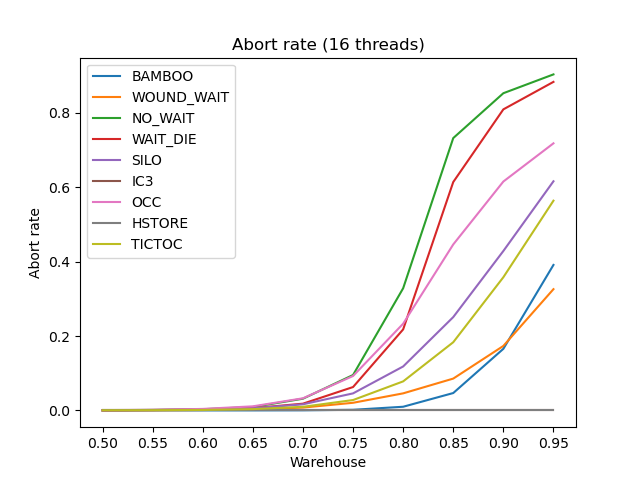 Abort rate (16 threads)
BAMBOO
WOUND_WAIT
NO_WAIT
WAIT_DIE
SILO
IC3
OCC
HSTORE
TICTOC
Abort rate
0.8
0.6
0.4
0.2
0.0
0.50 0.55 0.60 0.65 0.70 0.75 0.80 0.85 0.90 0.95
Warehouse